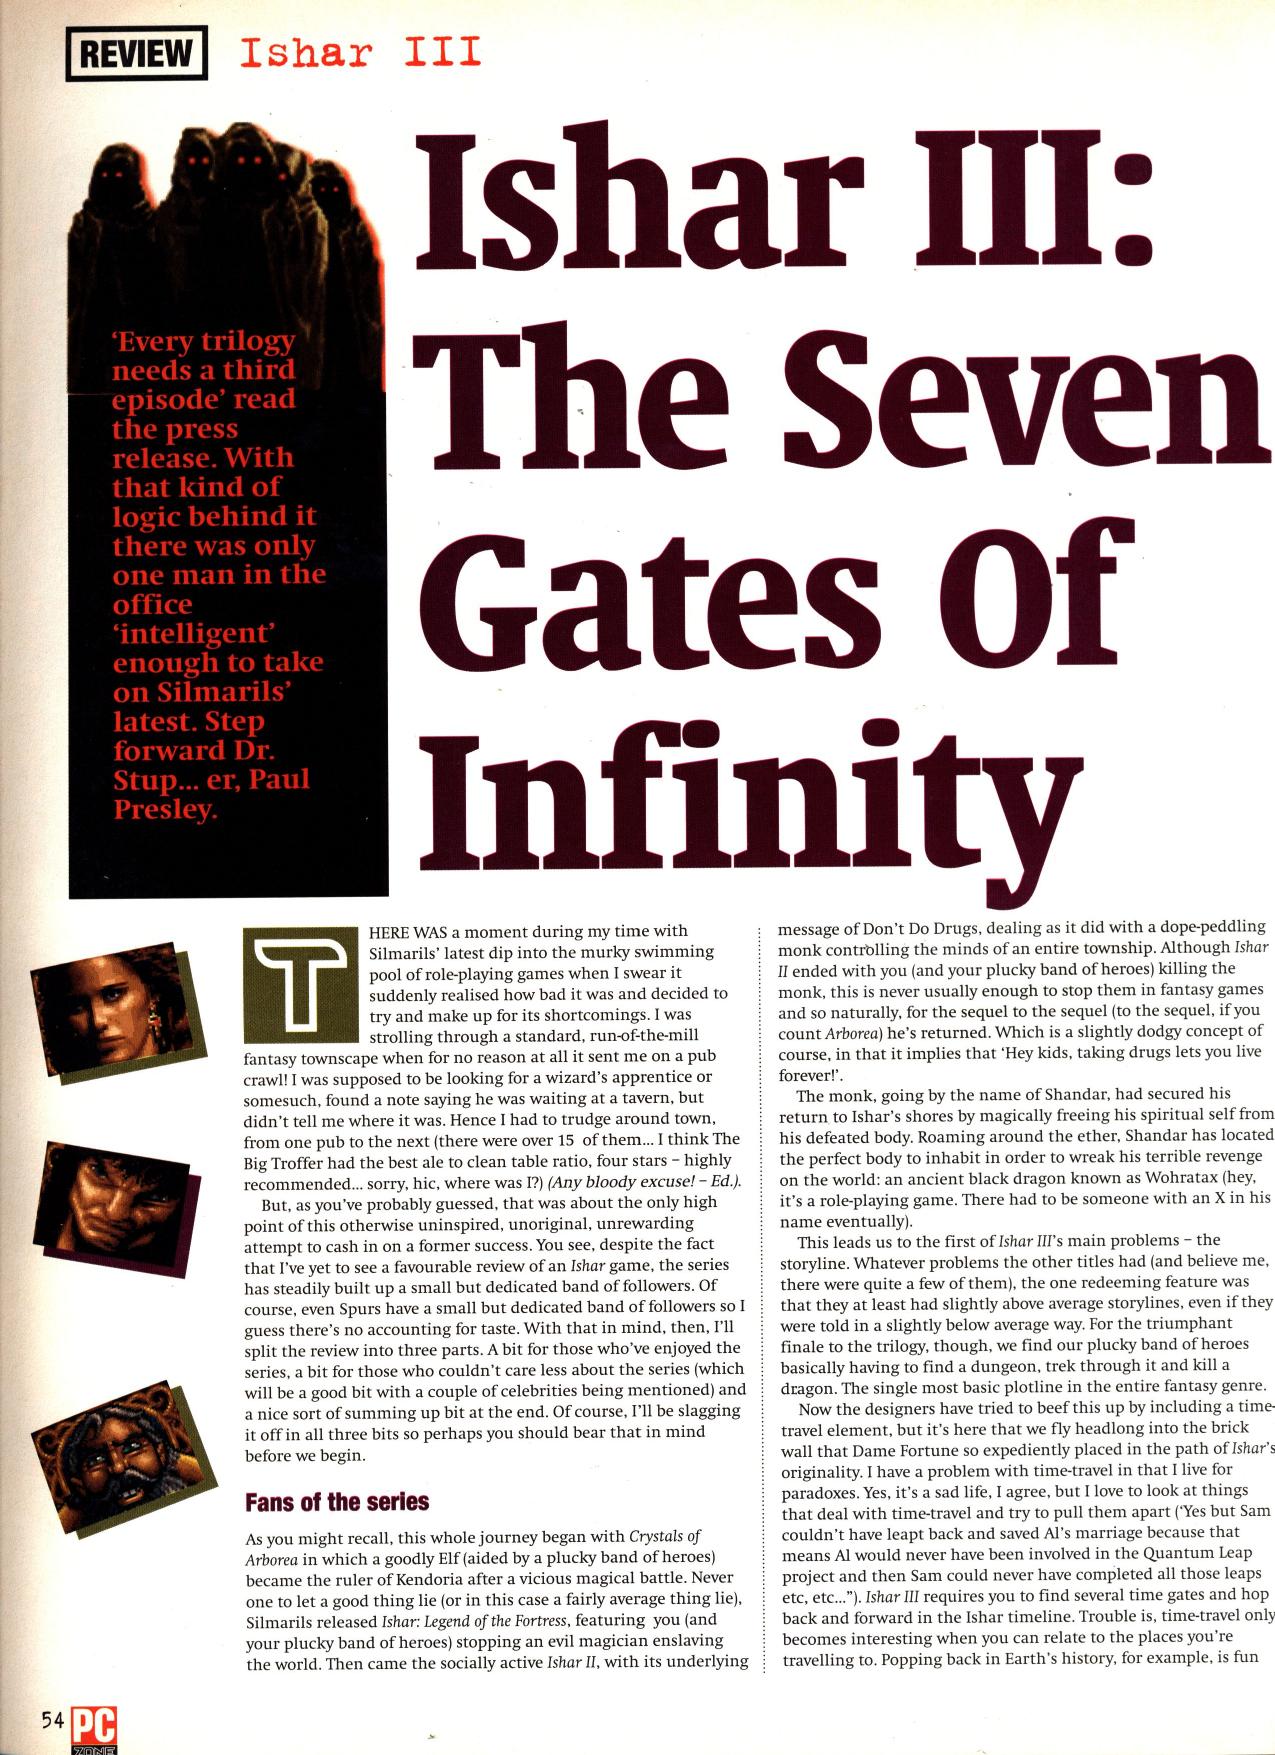 REVIEW Ishar III
Ishar III:
The Seven
Gates Of
Infinity
‘Every trilogy
needs a third
episode’ read
the press
release. With
that kind of
logic behind it
there was only
one man in the
office
‘intelligent’
enough to take
on Silmarils’
latest. Step
forward Dr.
Stup... er, Paul
Presley.
THERE WAS a moment during my time with
Silmarils’ latest dip into the murky swimming
pool of role-playing games when I swear it
suddenly realised how bad it was and decided to
try and make up for its shortcomings. I was
strolling through a standard, run-of-the-mill
fantasy townscape when for no reason at all it sent me on a pub
crawl! I was supposed to be looking for a wizard’s apprentice or
somesuch, found a note saying he was waiting at a tavern, but
didn’t tell me where it was. Hence I had to trudge around town,
from one pub to the next (there were over 15 of them... I think The
Big Troffer had the best ale to clean table ratio, four stars – highly
recommended... sorry, hic, where was I?) (Any bloody excuse! – Ed.).
But, as you’ve probably guessed, that was about the only high
point of this otherwise uninspired, unoriginal, unrewarding
attempt to cash in on a former success. You see, despite the fact
that I’ve yet to see a favourable review of an Ishar game, the series
has steadily built up a small but dedicated band of followers. Of
course, even Spurs have a small but dedicated band of followers so I
guess there’s no accounting for taste. With that in mind, then, I’ll
split the review into three parts. A bit for those who’ve enjoyed the
series, a bit for those who couldn’t care less about the series (which
will be a good bit with a couple of celebrities being mentioned) and
a nice sort of summing up bit at the end. Of course, I’ll be slagging
it off in all three bits so perhaps you should bear that in mind
before we begin.
Fans of the series
As you might recall, this whole journey began with Crystals of
Arborea in which a goodly Elf (aided by a plucky band of heroes)
became the ruler of Kendoria after a vicious magical battle. Never
one to let a good thing lie (or in this case a fairly average thing lie),
Silmarils released Ishar: Legend of the Fortress, featuring you (and
your plucky band of heroes) stopping an evil magician enslaving
the world. Then came the socially active Ishar II, with its underlying
message of Don’t Do Drugs, dealing as it did with a dope-peddling
monk controlling the minds of an entire township. Although Ishar
II ended with you (and your plucky band of heroes) killing the
monk, this is never usually enough to stop them in fantasy games
and so naturally, for the sequel to the sequel (to the sequel, if you
count Arborea) he’s returned. Which is a slightly dodgy concept of
course, in that it implies that ‘Hey kids, taking drugs lets you live
forever!’.
The monk, going by the name of Shandar, had secured his
return to Ishar’s shores by magically freeing his spiritual self from
his defeated body. Roaming around the ether, Shandar has located
the perfect body to inhabit in order to wreak his terrible revenge
on the world: an ancient black dragon known as Wohratax (hey,
it’s a role-playing game. There had to be someone with an X in his
name eventually).
This leads us to the first of Ishar III’s main problems – the
storyline. Whatever problems the other titles had (and believe me,
there were quite a few of them), the one redeeming feature was
that they at least had slightly above average storylines, even if they
were told in a slightly below average way. For the triumphant
finale to the trilogy, though, we find our plucky band of heroes
basically having to find a dungeon, trek through it and kill a
dragon. The single most basic plotline in the entire fantasy genre.
Now the designers have tried to beef this up by including a time-
travel element, but it’s here that we fly headlong into the brick
wall that Dame Fortune so expediently placed in the path of Ishar’s
originality. I have a problem with time-travel in that I live for
paradoxes. Yes, it’s a sad life, I agree, but I love to look at things
that deal with time-travel and try to pull them apart (‘Yes but Sam
couldn’t have leapt back and saved Al’s marriage because that
means Al would never have been involved in the Quantum Leap
project and then Sam could never have completed all those leaps
etc, etc...”). Ishar III requires you to find several time gates and hop
back and forward in the Ishar timeline. Trouble is, time-travel only
becomes interesting when you can relate to the places you’re
travelling to. Popping back in Earth’s history, for example, is fun
54 PC
ZONE